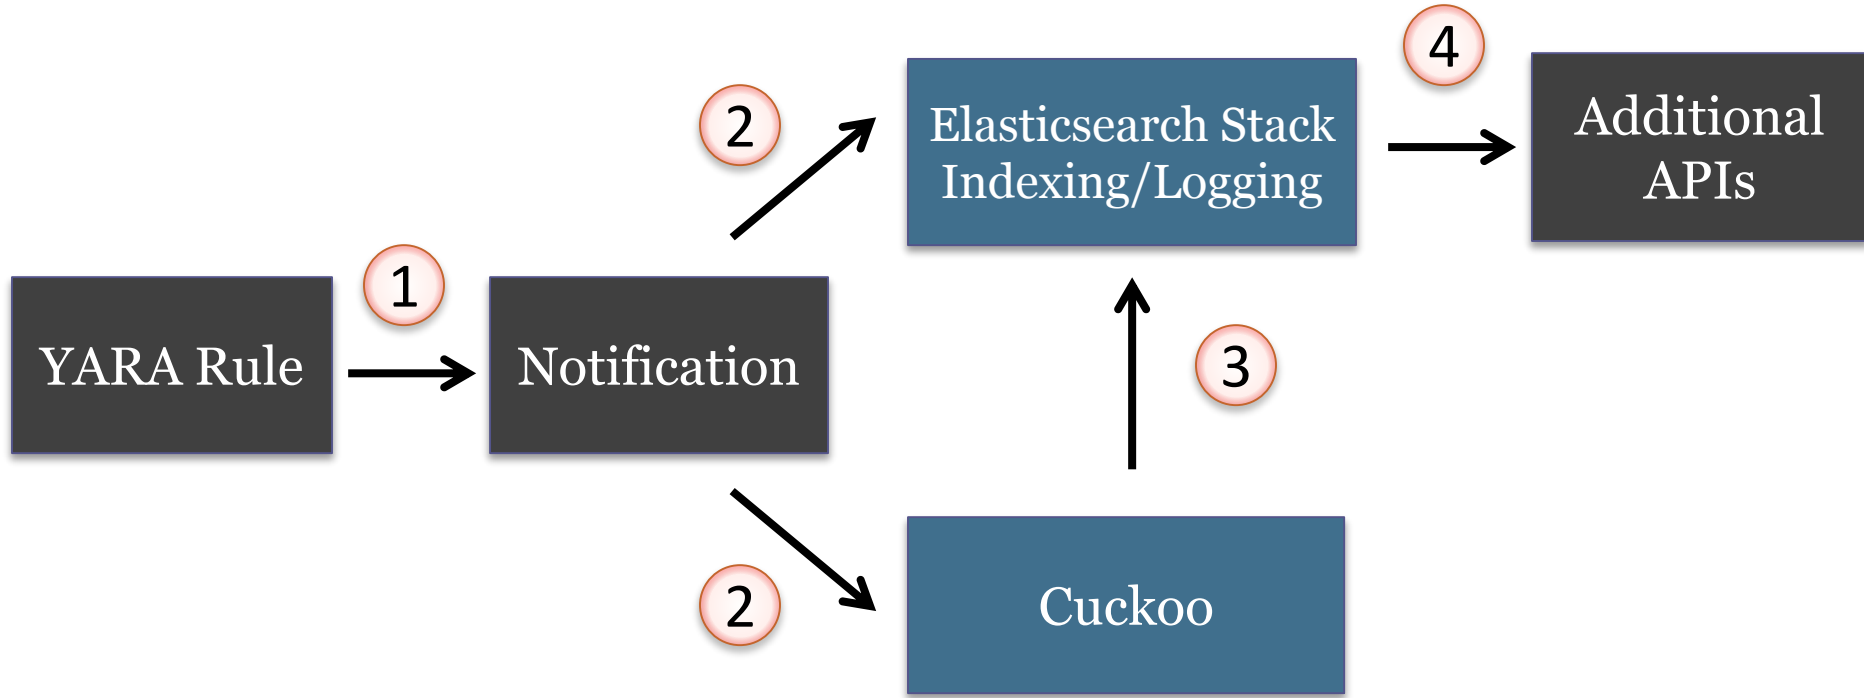 YARA Rule
1
Notification
2
Elasticsearch Stack
Indexing/Logging
4
Additional
APIs
3
2
Cuckoo